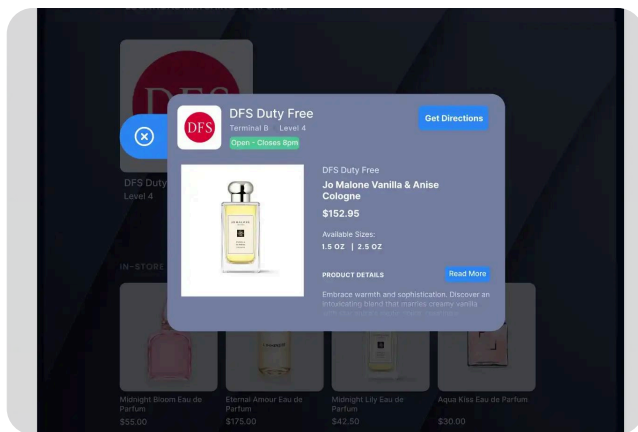 DFS
DFS Duty Free
Terminal B Level 4
Open - Closes 8pm
Get Directions
DFS
DFS Duty
Level 4
DFS Duty Free
Jo Malone Vanilla & Anise
Cologne
$152.95
Available Sizes:
1.5 OZ | 2.5 OZ
PRODUCT DETAILS
Read More
Embrace warmth and sophistication. Discover an
intoxicating blend that marries creamy vanilla
IN-STORE
Midnight Bloom Eau de
Parfum
$55.00
Eternal Amour Eau de
Parfum
$175.00
Midnight Lily Eau de
Parfum
$42.50
Aqua Kiss Eau de Parfum
$30.00